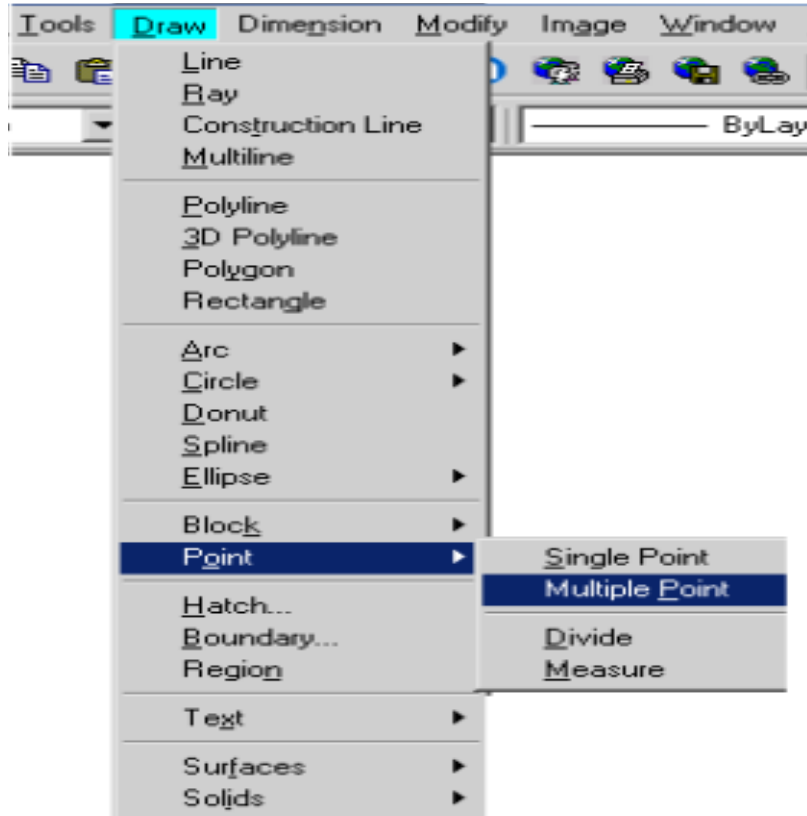 Tools Draw Dimension Modify Image Window
ByLay
Line
Ray
Construction Line
Multiline
Polyline
3D Polyline
Polygon
Rectangle
Arc
Circle
Donut
Spline
Ellipse
Block
Point
Single Point
Multiple Point
Divide
Measure
Hatch...
Boundary...
Region
Text
Surfaces
Solids